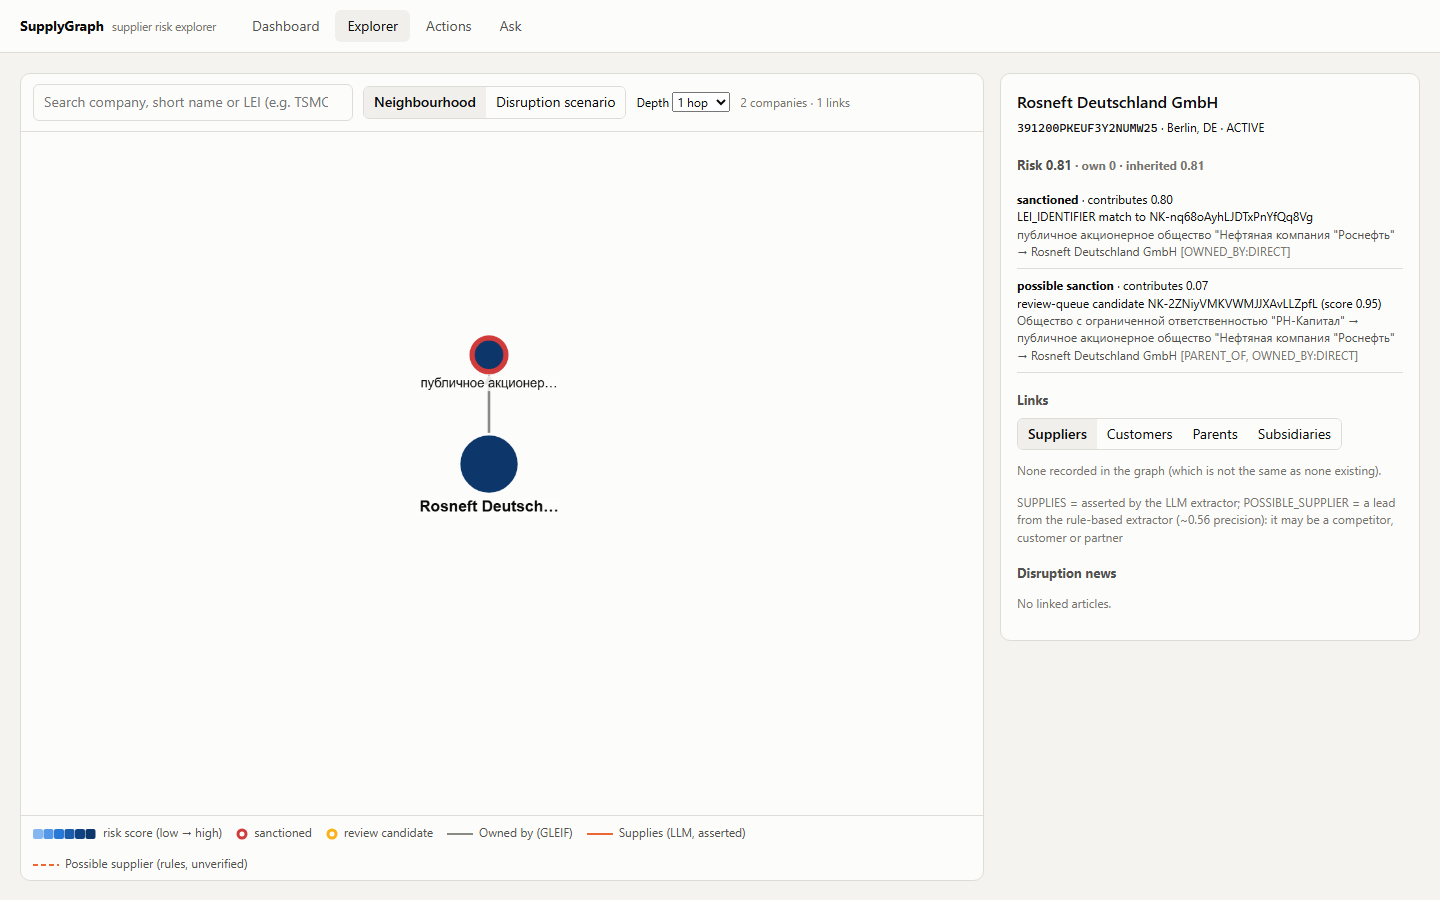 SupplyGraph supplier risk explorer Dashboard Explorer Actions Ask
Search company, short name or LEI (e.g. TSMC
Neighbourhood Disruption scenario Depth 1 hop 2 companies · 1 links
публичное акционер…
Rosneft Deutsch…
risk score (low → high) sanctioned review candidate Owned by (GLEIF) Supplies (LLM, asserted)
Possible supplier (rules, unverified)
Rosneft Deutschland GmbH
391200PKEUF3Y2NUMW25 · Berlin, DE · ACTIVE
Risk 0.81 · own 0 · inherited 0.81
sanctioned · contributes 0.80
LEI_IDENTIFIER match to NK-nq68oAyhLJDTxPnYfQq8Vg
публичное акционерное общество "Нефтяная компания "Роснефть"
→ Rosneft Deutschland GmbH [OWNED_BY:DIRECT]
possible sanction · contributes 0.07
review-queue candidate NK-2ZNiyVMKVWMJJXAvLLZpfL (score 0.95)
Общество с ограниченной ответственностью "РН-Капитал" →
публичное акционерное общество "Нефтяная компания "Роснефть"
→ Rosneft Deutschland GmbH [PARENT_OF, OWNED_BY:DIRECT]
Links
Suppliers Customers Parents Subsidiaries
None recorded in the graph (which is not the same as none existing).
SUPPLIES = asserted by the LLM extractor; POSSIBLE_SUPPLIER = a lead
from the rule-based extractor (~0.56 precision): it may be a competitor,
customer or partner
Disruption news
No linked articles.